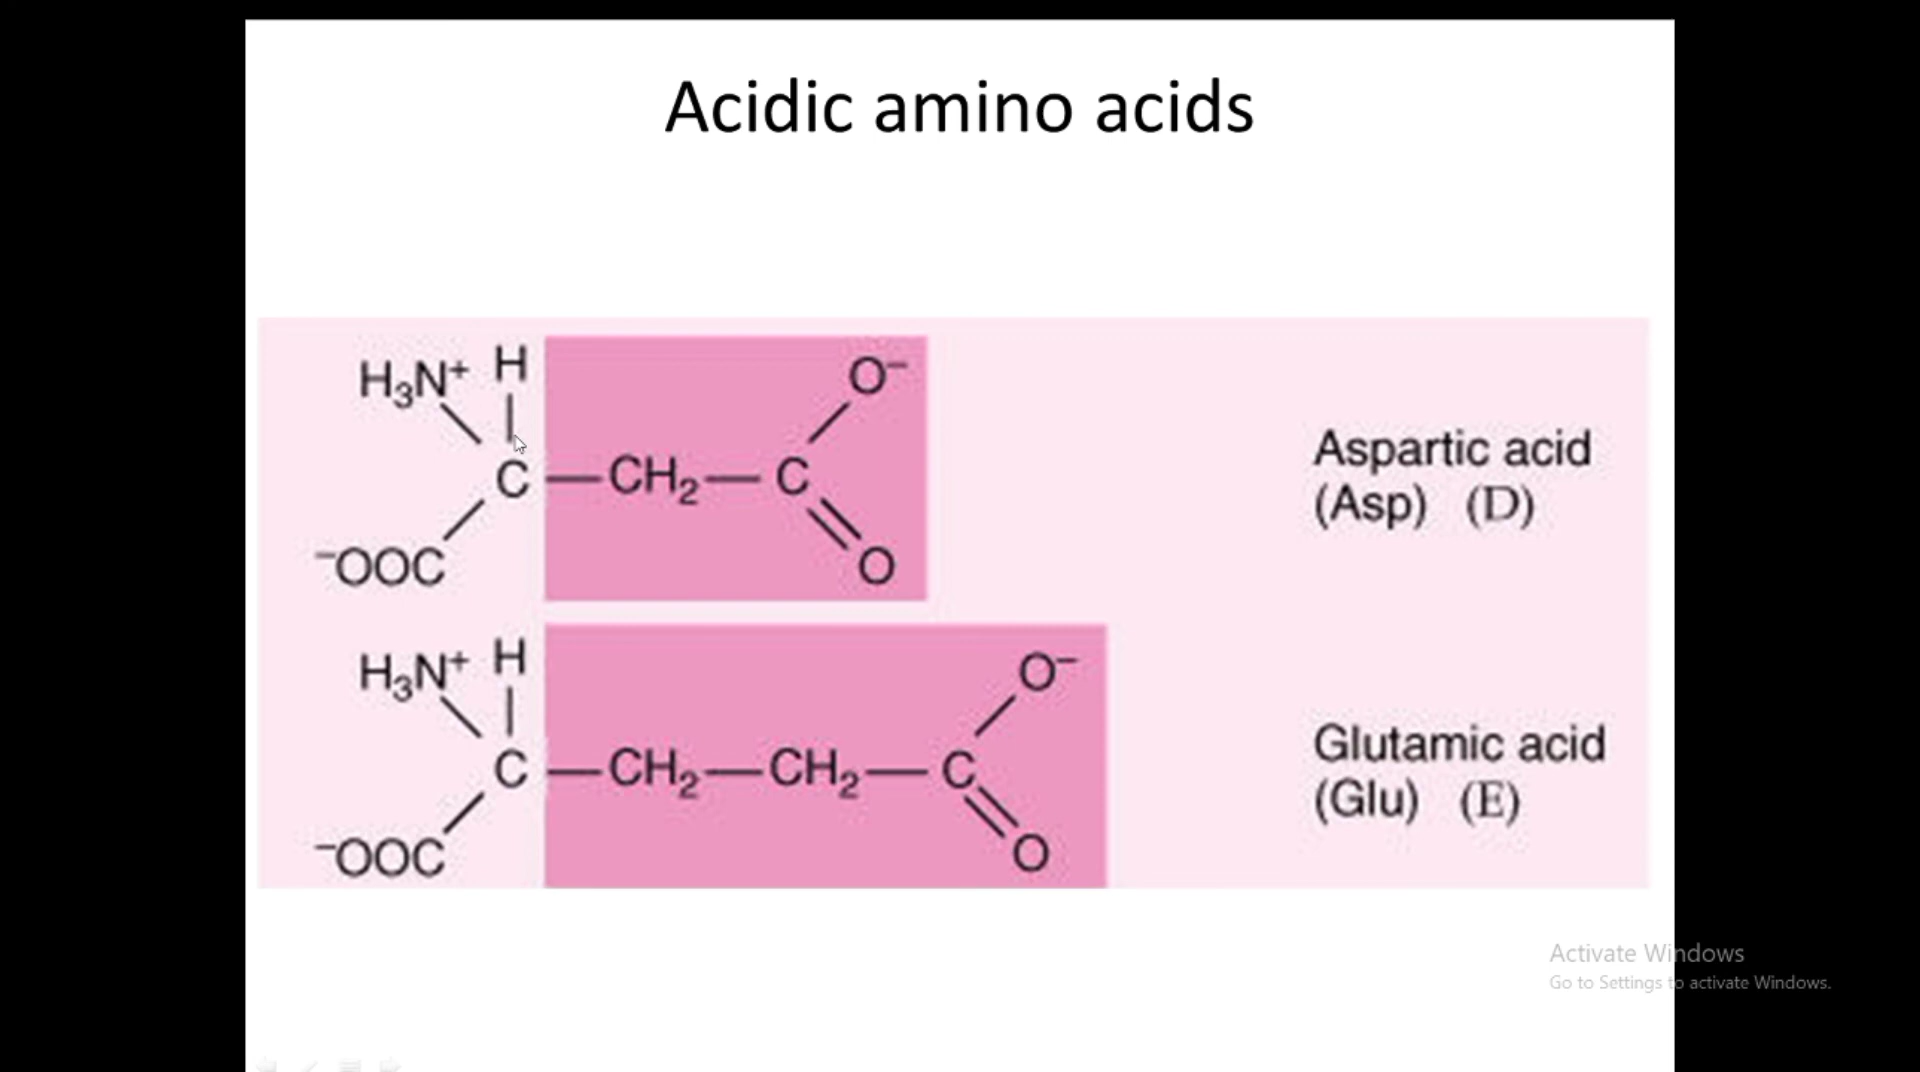 Acidic amino acids
H₃N⁺ H
O⁻
C—CH₂—C
⁻OOC
O
Aspartic acid
(Asp) (D)
H₃N⁺ H
O⁻
C—CH₂—CH₂—C
⁻OOC
O
Glutamic acid
(Glu) (E)
Activate Windows
Go to Settings to activate Windows.